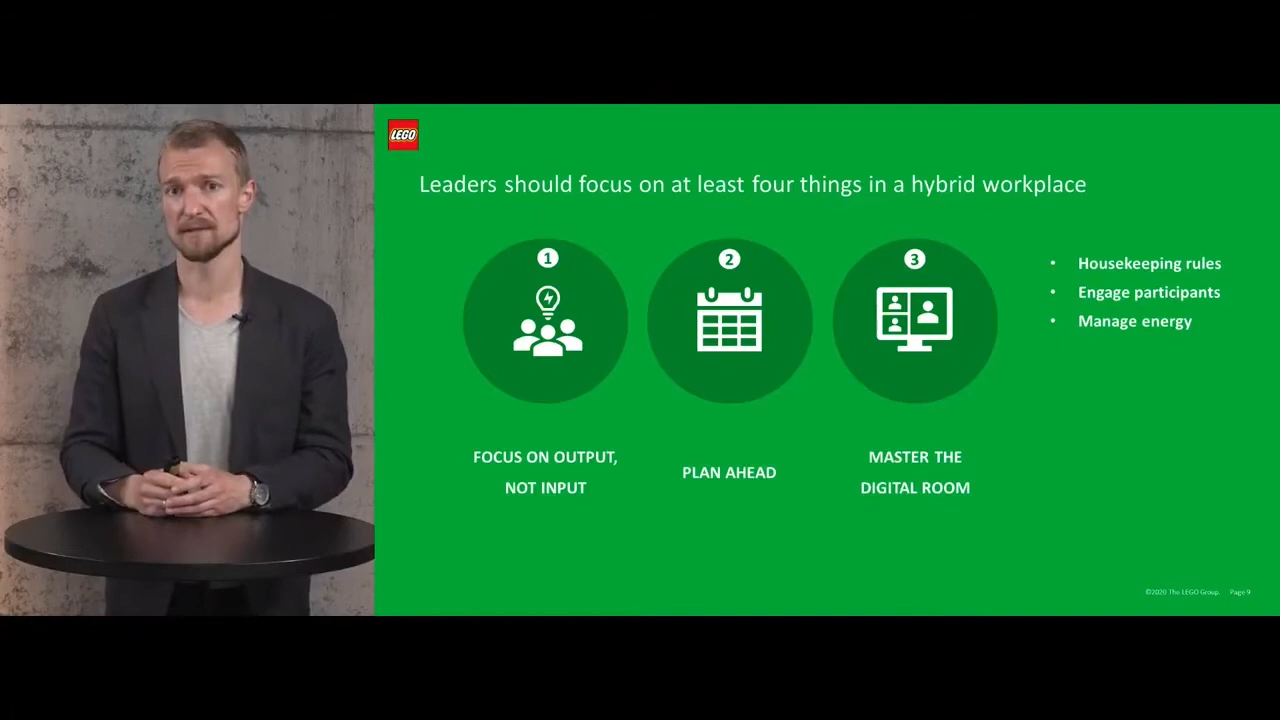 LEGO
Leaders should focus on at least four things in a hybrid workplace
1
2
3
• Housekeeping rules
• Engage participants
• Manage energy
FOCUS ON OUTPUT,
NOT INPUT
PLAN AHEAD
MASTER THE
DIGITAL ROOM
©2020 The LEGO Group. Page 9